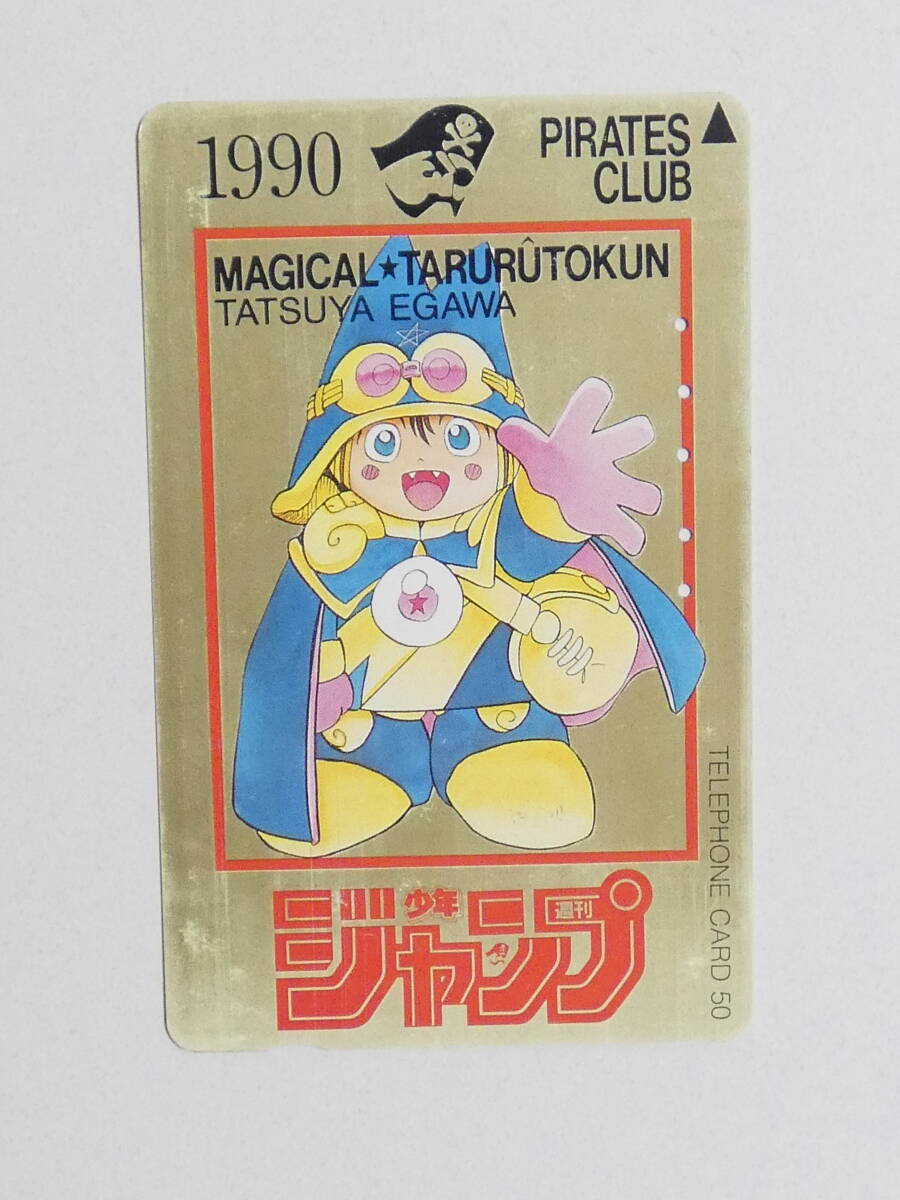 1990
PIRATES
CLUB
MAGICAL★TARURÛTOKUN
TATSUYA EGAWA
TELEPHONE CARD 50
週刊
少年
ジャンプ